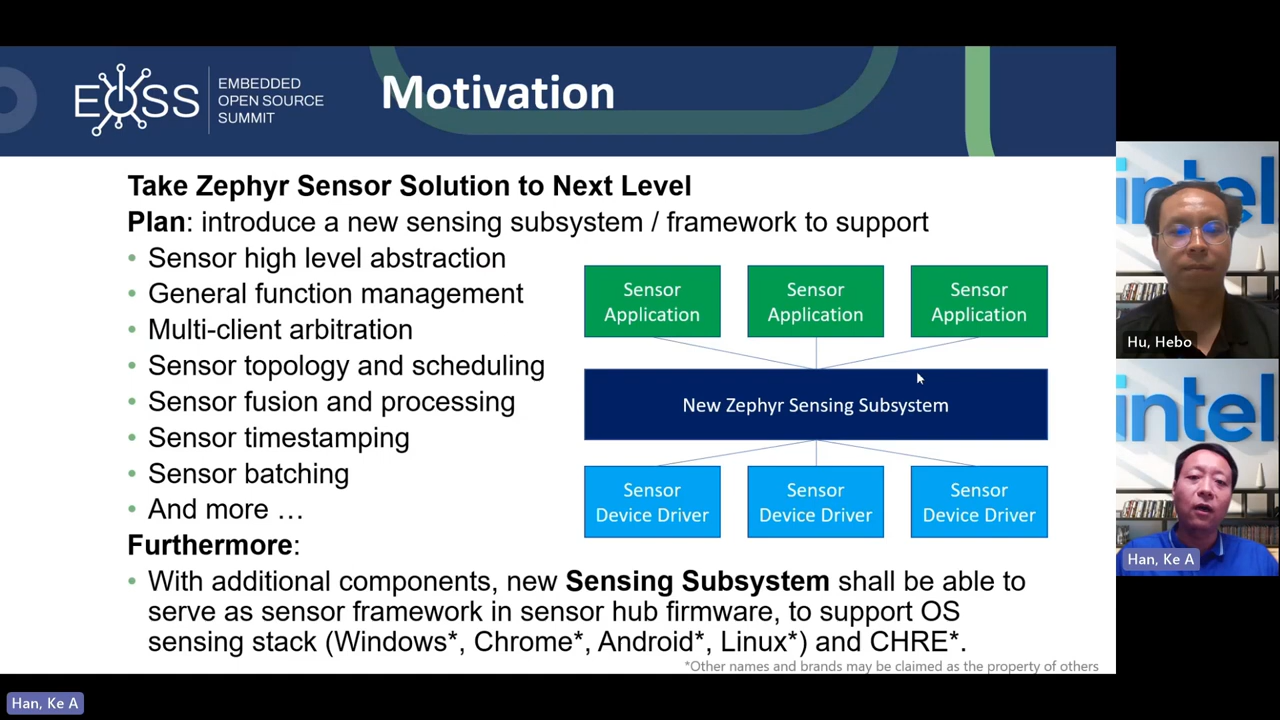 EOSS
EMBEDDED
OPEN SOURCE
SUMMIT
Motivation
Take Zephyr Sensor Solution to Next Level
Plan: introduce a new sensing subsystem / framework to support
• Sensor high level abstraction
• General function management
• Multi-client arbitration
• Sensor topology and scheduling
• Sensor fusion and processing
• Sensor timestamping
• Sensor batching
• And more …
Sensor
Application
Sensor
Application
Sensor
Application
New Zephyr Sensing Subsystem
Sensor
Device Driver
Sensor
Device Driver
Sensor
Device Driver
Furthermore:
• With additional components, new Sensing Subsystem shall be able to
serve as sensor framework in sensor hub firmware, to support OS
sensing stack (Windows*, Chrome*, Android*, Linux*) and CHRE*.
*Other names and brands may be claimed as the property of others
intel
Hu, Hebo
intel
Han, Ke A
Han, Ke A